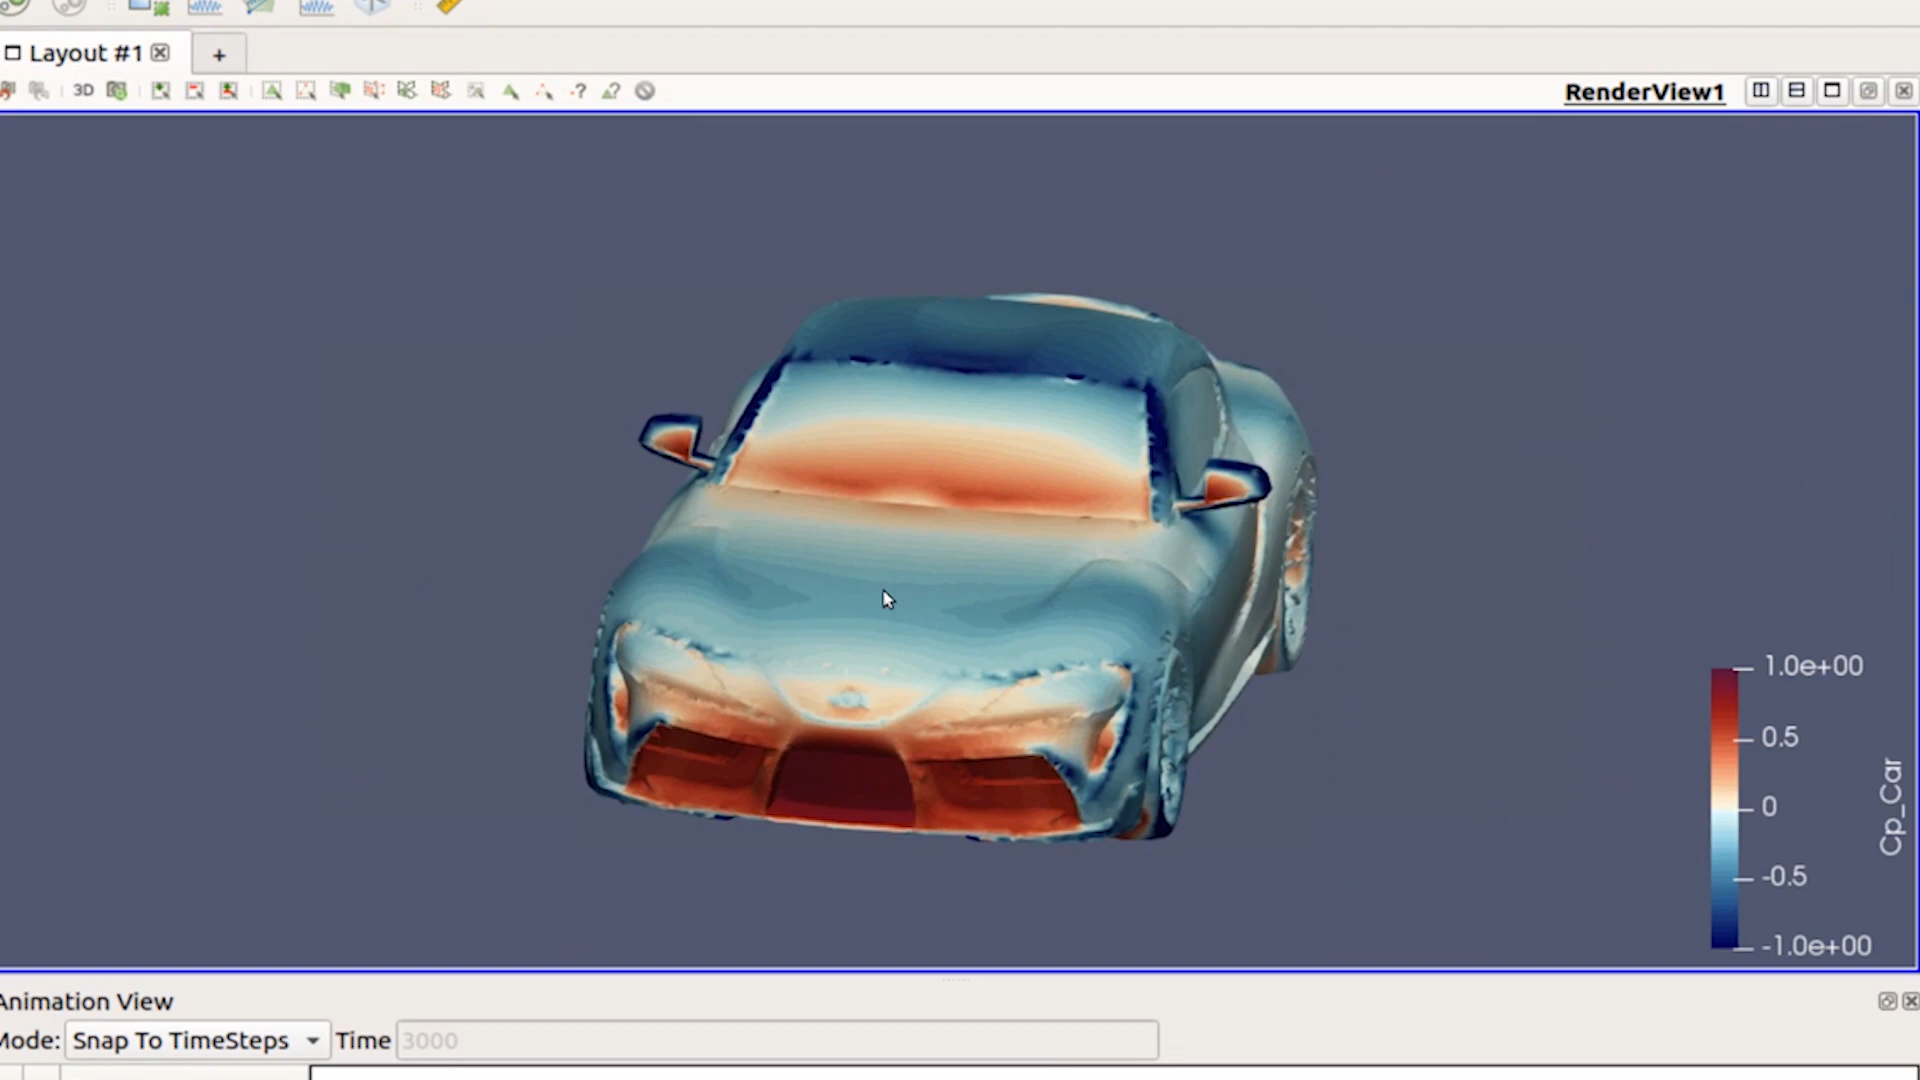 Layout #1
+
3D
?
?
RenderView1
1.0e+00
0.5
0
-0.5
-1.0e+00
Cp_Car
Animation View
Mode: Snap To TimeSteps Time 3000